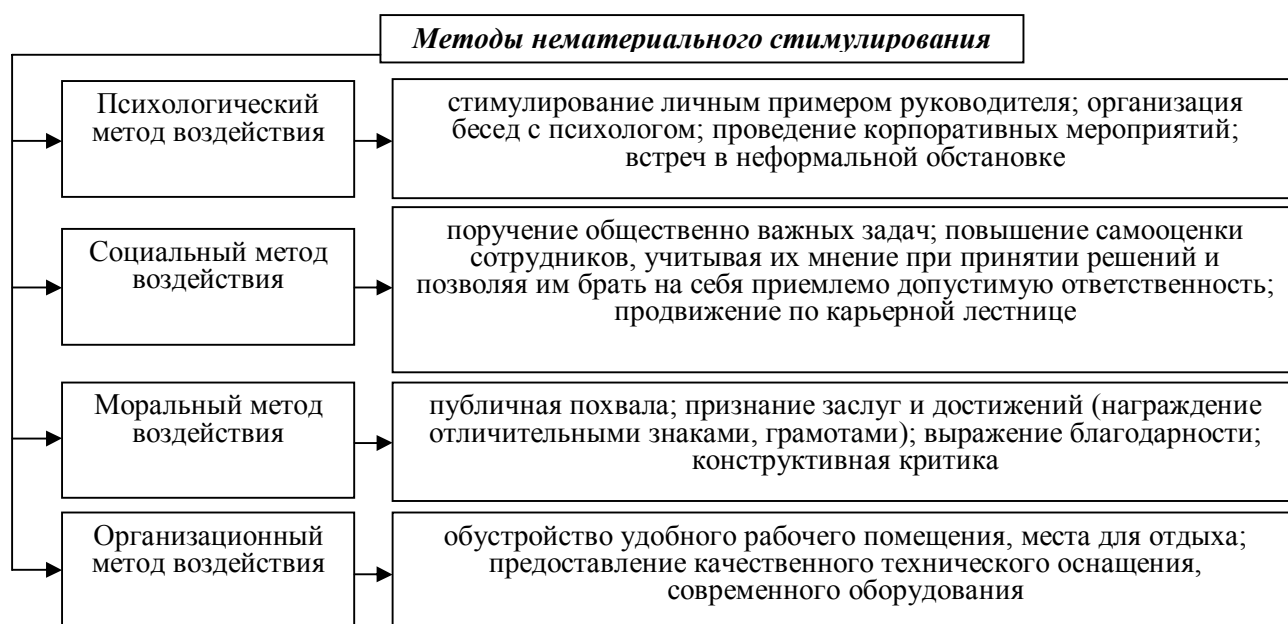 Методы нематериального стимулирования
Психологический
метод воздействия
стимулирование личным примером руководителя; организация
бесед с психологом; проведение корпоративных мероприятий;
встреч в неформальной обстановке
Социальный метод
воздействия
поручение общественно важных задач; повышение самооценки
сотрудников, учитывая их мнение при принятии решений и
позволяя им брать на себя приемлемо допустимую ответственность;
продвижение по карьерной лестнице
Моральный метод
воздействия
публичная похвала; признание заслуг и достижений (награждение
отличительными знаками, грамотами); выражение благодарности;
конструктивная критика
Организационный
метод воздействия
обустройство удобного рабочего помещения, места для отдыха;
предоставление качественного технического оснащения,
современного оборудования